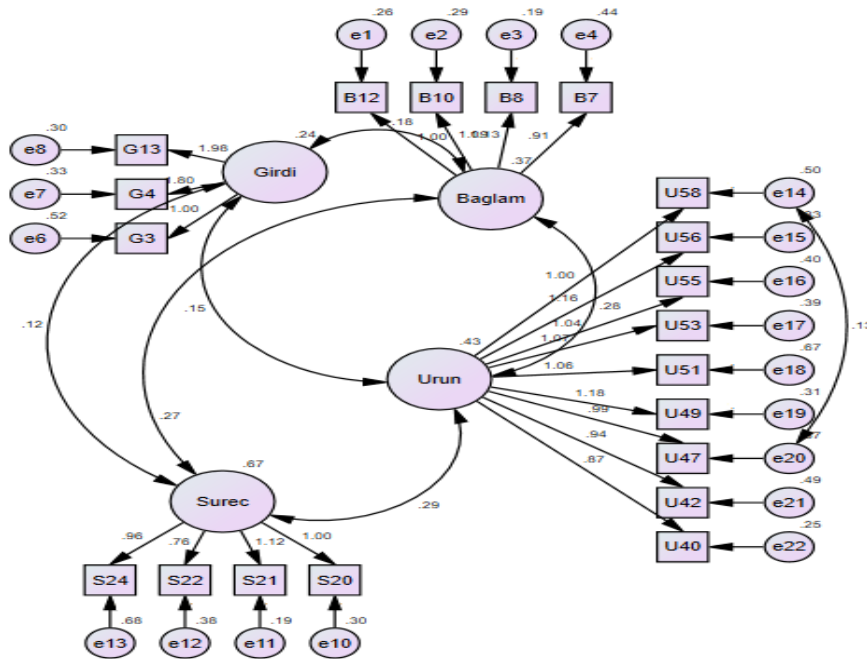 .26 .29 .19 .44
e1 e2 e3 e4
B12 B10 B8 B7
.18 1.00 .91
.30 .24 .37
e8 G13 1.98 Girdi
.33
e7 G4 1.80 Baglam
.52
e6 G3 1.00
.50
U58 e14
U56 e15
.40
U55 e16
1.00
1.16 .28 .39
U53 e17
1.04
1.07
.12 .15 .43 .67
Urun 1.06 U51 e18
1.18 .31
U49 e19
.99
.94
U47 e20
.87 .49
U42 e21
.25
U40 e22
.27 .67 .29
Surec
.96 .76 1.12 1.00
S24 S22 S21 S20
.68 .38 .19 .30
e13 e12 e11 e10